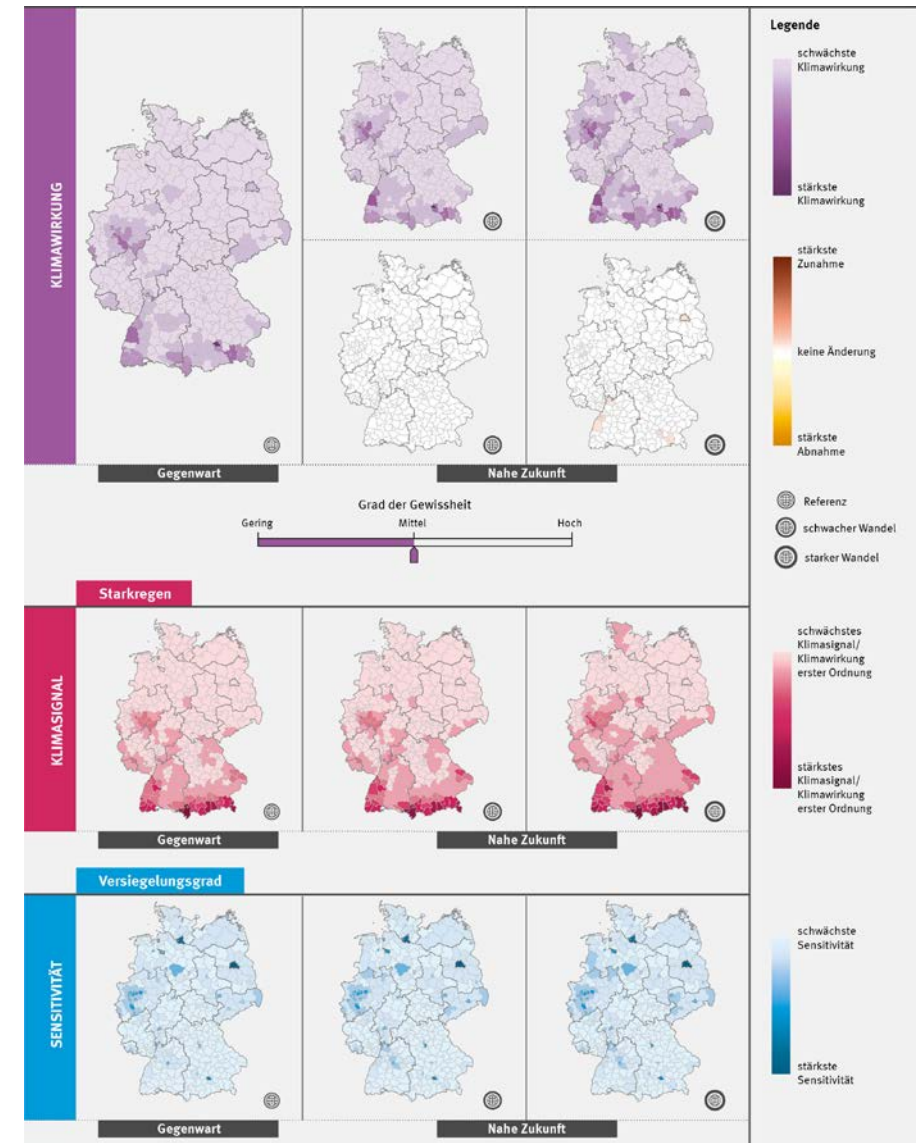 KLIMAWIRKUNG
Gegenwart
Nahe Zukunft
Grad der Gewissheit
Gering
Mittel
Hoch
Starkregen
KLIMASIGNAL
Gegenwart
Nahe Zukunft
Versiegelungsgrad
SENSITIVITÄT
Gegenwart
Nahe Zukunft
Legende
schwächste
Klimawirkung
stärkste
Klimawirkung
stärkste
Zunahme
keine Änderung
stärkste
Abnahme
Referenz
schwacher Wandel
starker Wandel
schwächstes
Klimasignal/
Klimawirkung
erster Ordnung
stärkstes
Klimasignal/
Klimawirkung
erster Ordnung
schwächste
Sensitivität
stärkste
Sensitivität